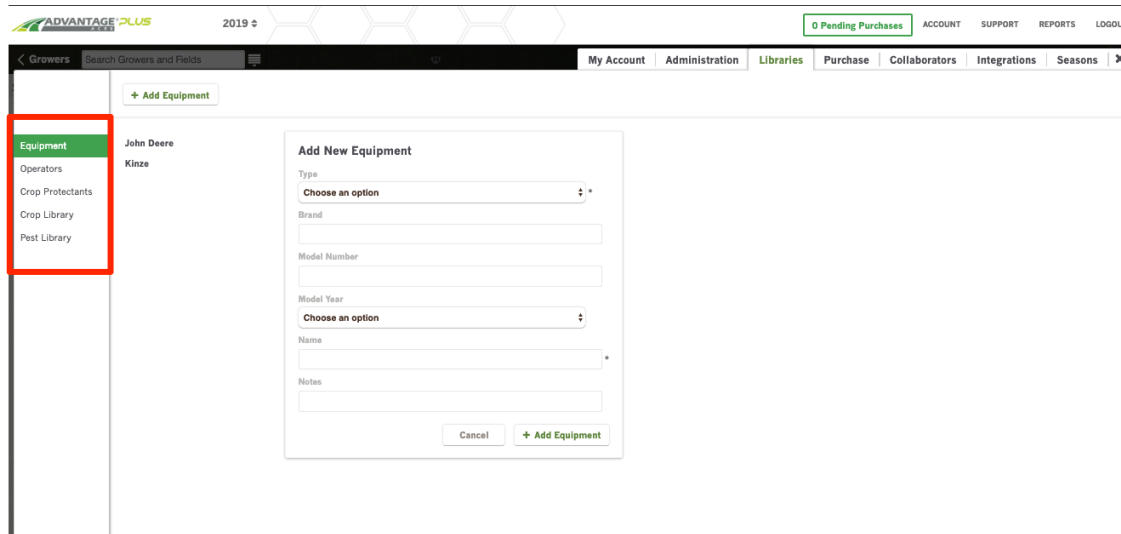 ADVANTAGE PLUS
ACRE
2019
0 Pending Purchases
ACCOUNT
SUPPORT
REPORTS
LOGOU
Growers
Search Growers and Fields
My Account
Administration
Libraries
Purchase
Collaborators
Integrations
Seasons
+ Add Equipment
Equipment
Operators
Crop Protectants
Crop Library
Pest Library
John Deere
Kinze
Add New Equipment
Type
Choose an option *
Brand
Model Number
Model Year
Choose an option
Name
*
Notes
Cancel
+ Add Equipment